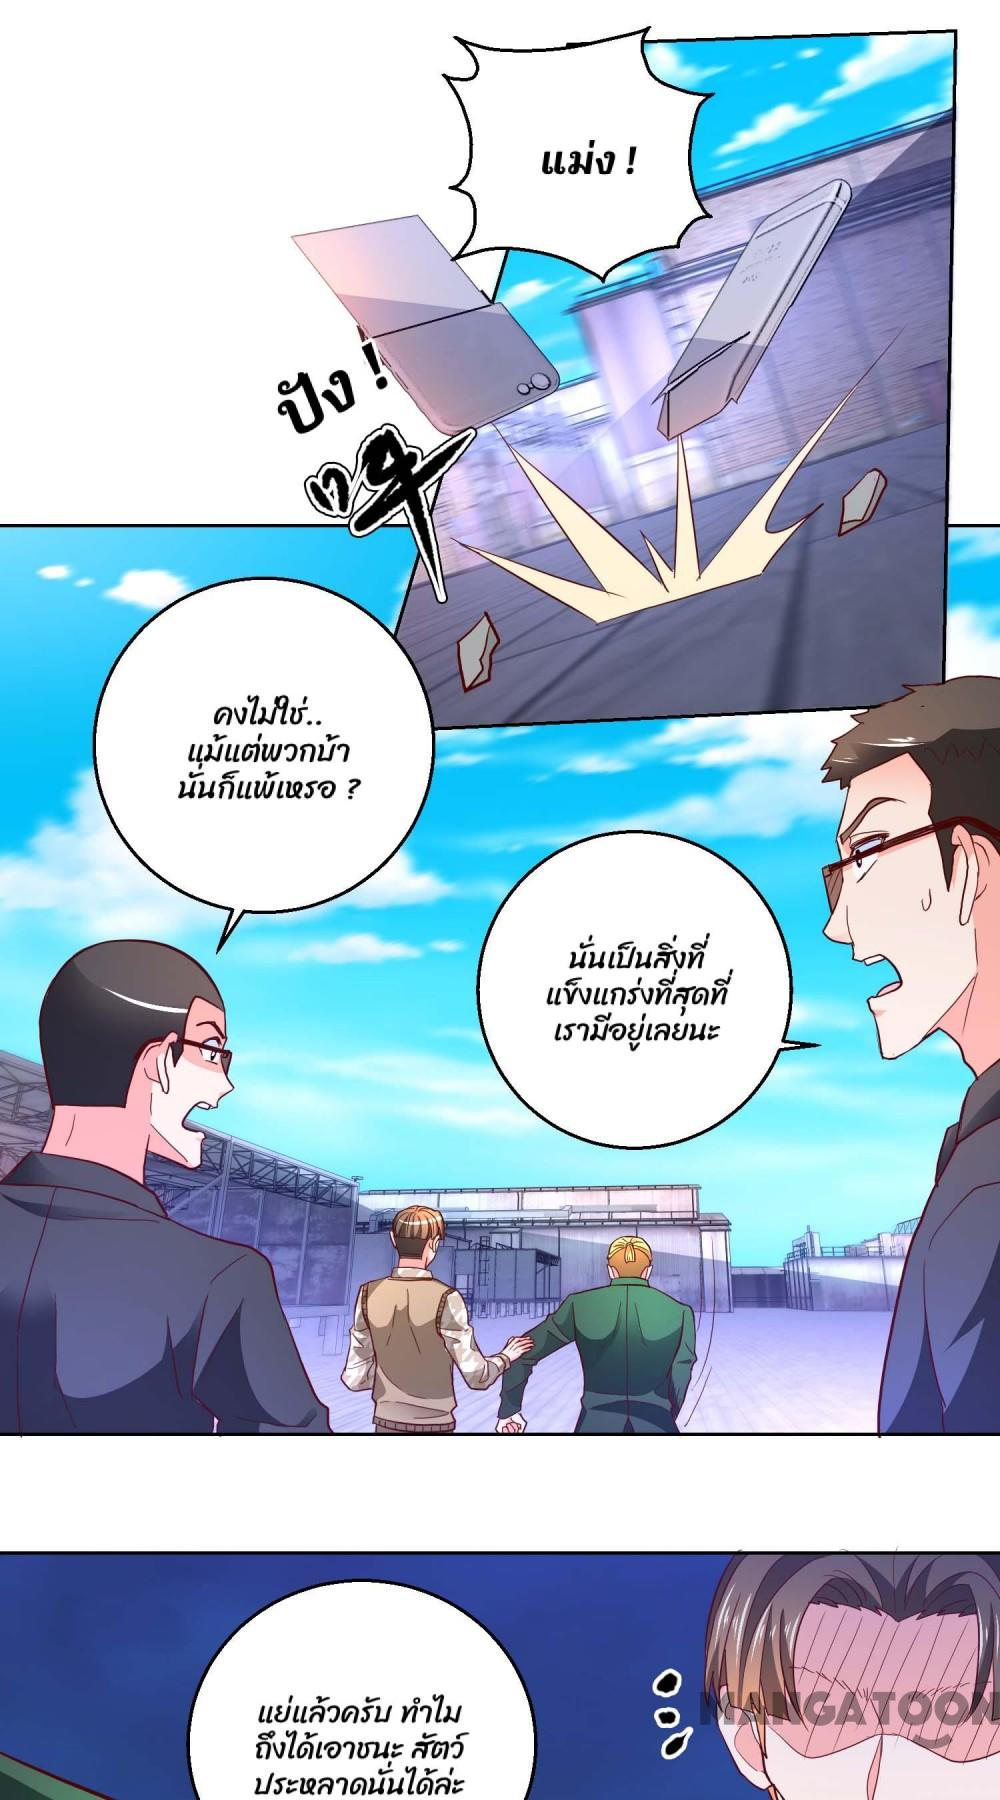 แม่ง !
ปัง !
คงไม่ใช่..
แม้แต่พวกบ้า
นั่นก็แพ้เหรอ ?
นั่นเป็นสิ่งที่
แข็งแกร่งที่สุดที่
เรามีอยู่เลยนะ
แย่แล้วครับ ทำไม
ถึงได้เอาชนะ สัตว์
ประหลาดนั่นได้ล่ะ
MANGATOON